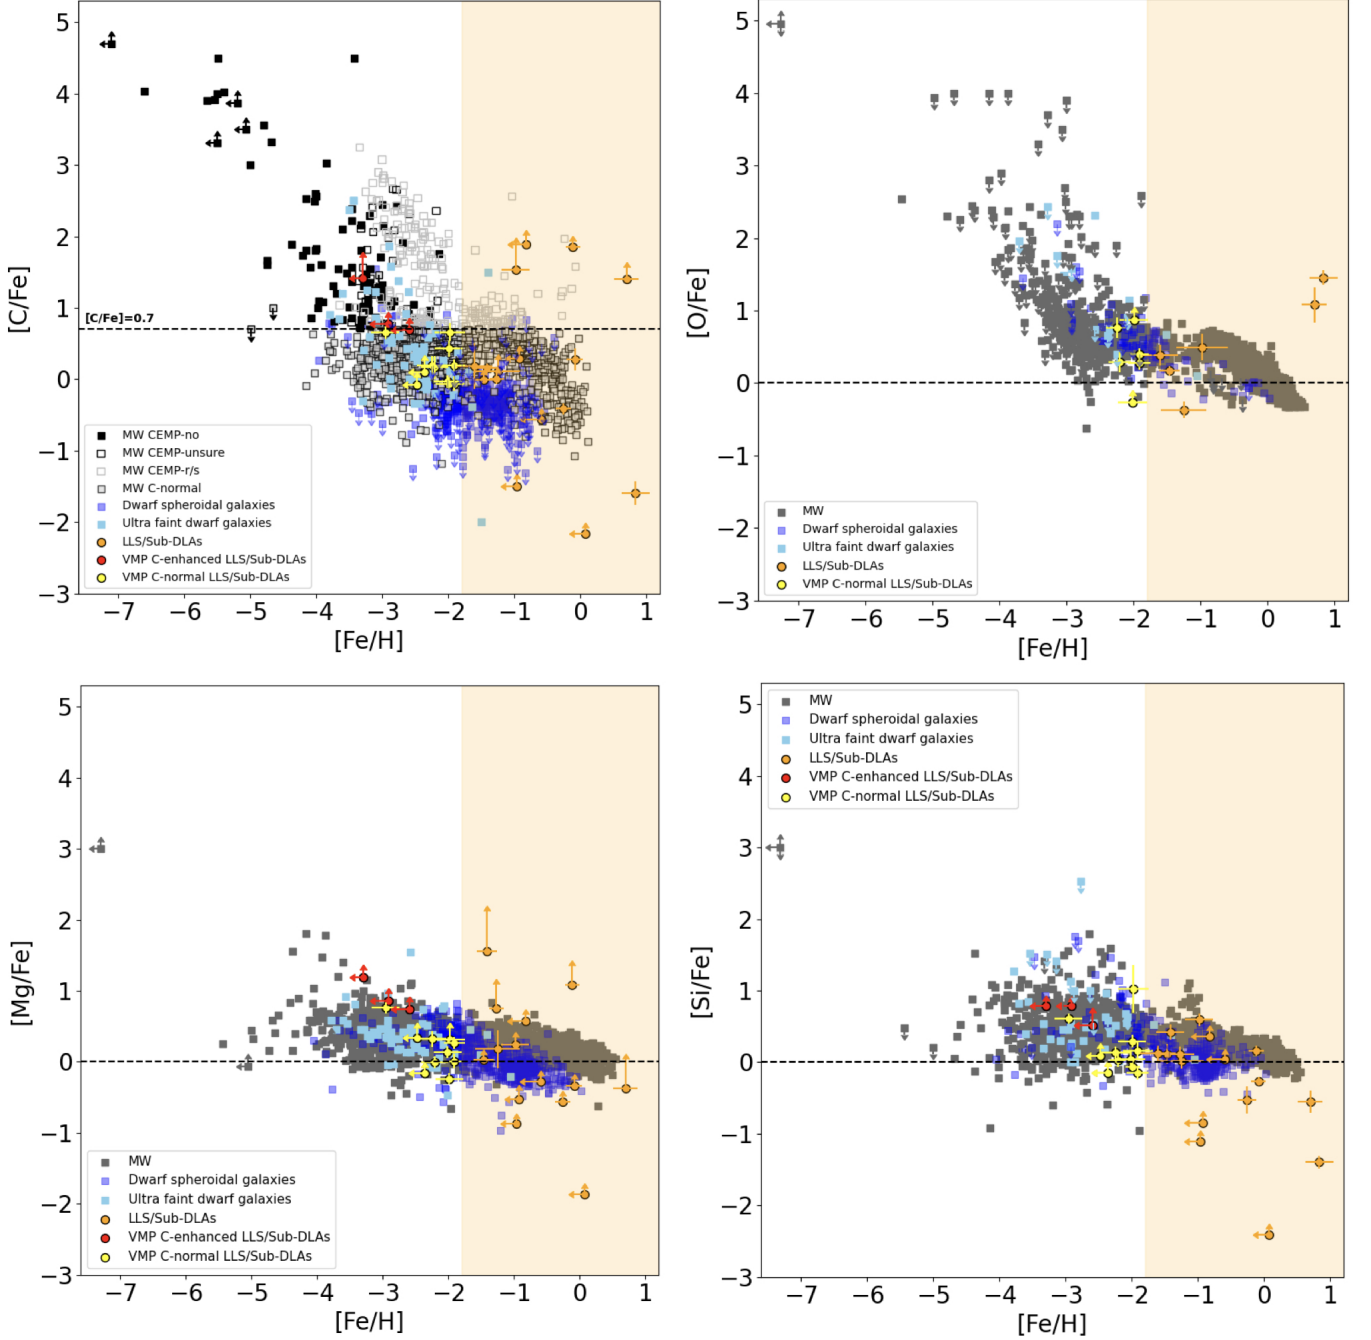 5
4
3
2
1
0
−1
−2
−3
[C/Fe]
[C/Fe]=0.7
MW CEMP-no
MW CEMP-unsure
MW CEMP-r/s
MW C-normal
Dwarf spheroidal galaxies
Ultra faint dwarf galaxies
LLS/Sub-DLAs
VMP C-enhanced LLS/Sub-DLAs
VMP C-normal LLS/Sub-DLAs
−7 −6 −5 −4 −3 −2 −1 0 1
[Fe/H]
5
4
3
2
1
0
−1
−2
−3
[O/Fe]
MW
Dwarf spheroidal galaxies
Ultra faint dwarf galaxies
LLS/Sub-DLAs
VMP C-normal LLS/Sub-DLAs
−7 −6 −5 −4 −3 −2 −1 0 1
[Fe/H]
5
4
3
2
1
0
−1
−2
−3
[Mg/Fe]
MW
Dwarf spheroidal galaxies
Ultra faint dwarf galaxies
LLS/Sub-DLAs
VMP C-enhanced LLS/Sub-DLAs
VMP C-normal LLS/Sub-DLAs
−7 −6 −5 −4 −3 −2 −1 0 1
[Fe/H]
MW
Dwarf spheroidal galaxies
Ultra faint dwarf galaxies
LLS/Sub-DLAs
VMP C-enhanced LLS/Sub-DLAs
VMP C-normal LLS/Sub-DLAs
5
4
3
2
1
0
−1
−2
−3
[Si/Fe]
−7 −6 −5 −4 −3 −2 −1 0 1
[Fe/H]